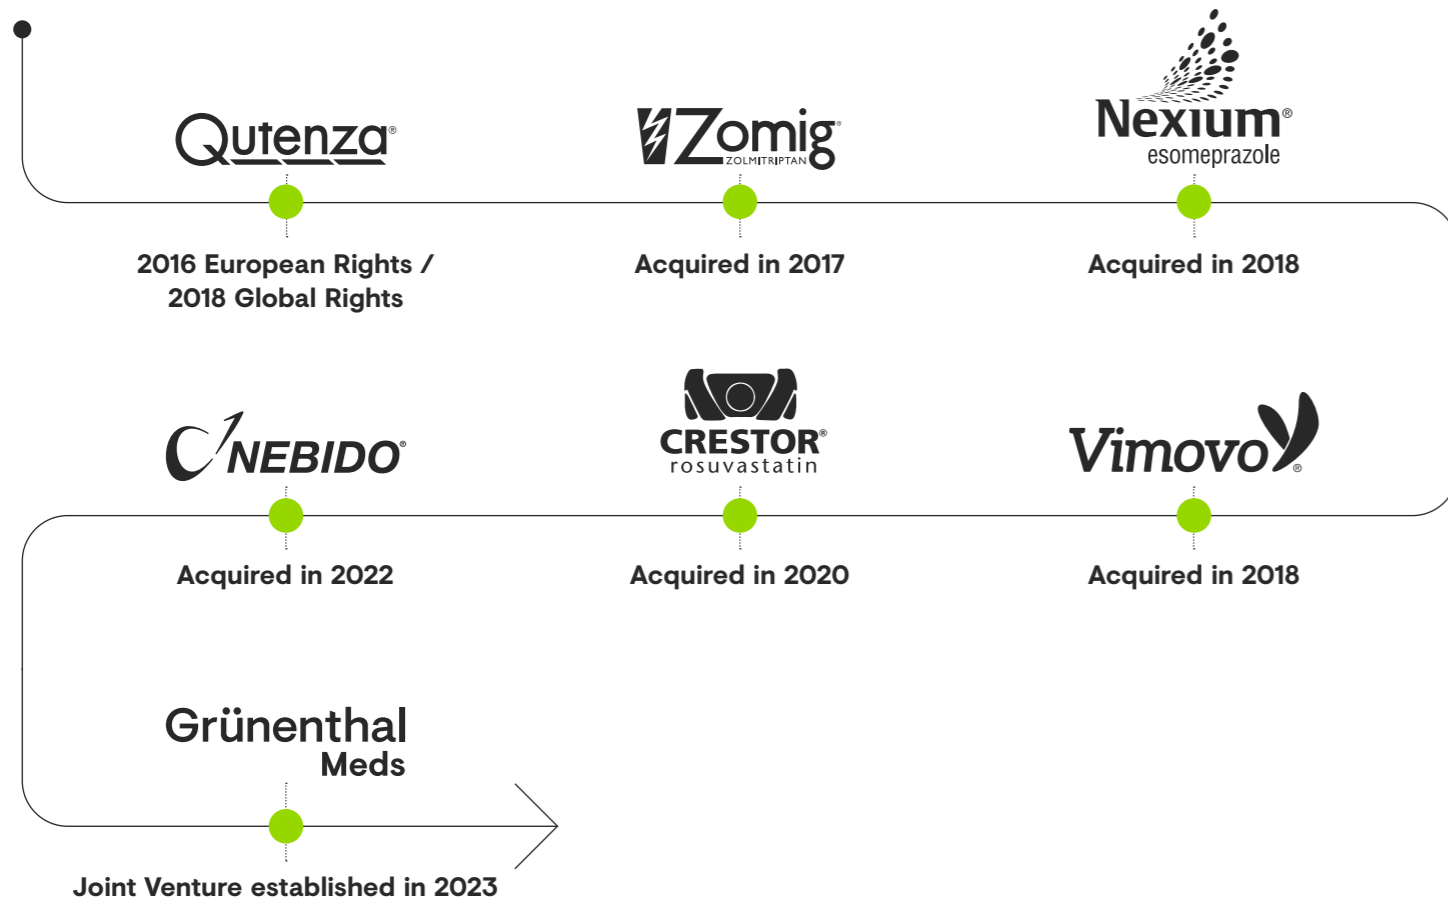 Qutenza®
2016 European Rights /
2018 Global Rights
Zomig®
ZOLMITRIPTAN
Acquired in 2017
Nexium®
esomeprazole
Acquired in 2018
Vimovo®
Acquired in 2018
CRESTOR®
rosuvastatin
Acquired in 2020
NEBIDO®
Acquired in 2022
Grünenthal
Meds
Joint Venture established in 2023